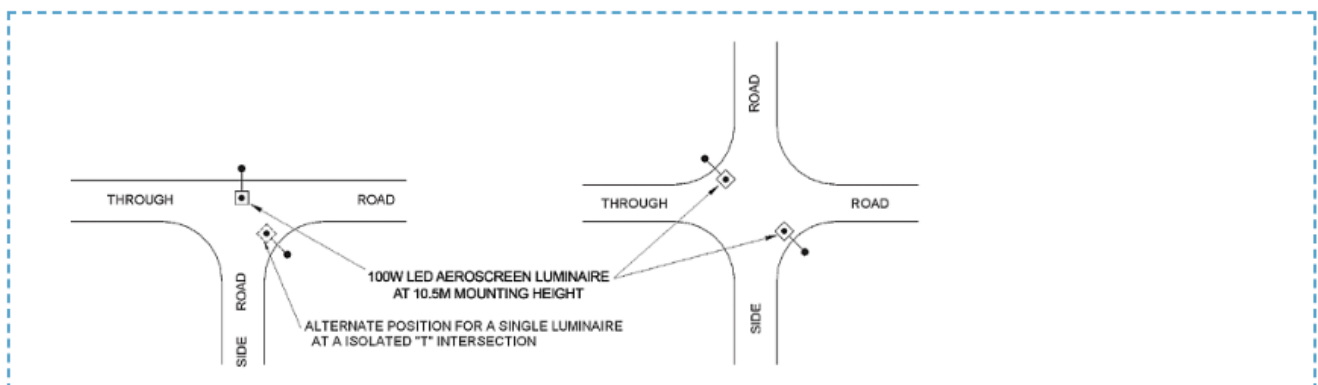 THROUGH ROAD
SIDE ROAD
100W LED AEROSCREEN LUMINAIRE
AT 10.5M MOUNTING HEIGHT
ALTERNATE POSITION FOR A SINGLE LUMINAIRE
AT A ISOLATED "T" INTERSECTION
ROAD
THROUGH ROAD
SIDE